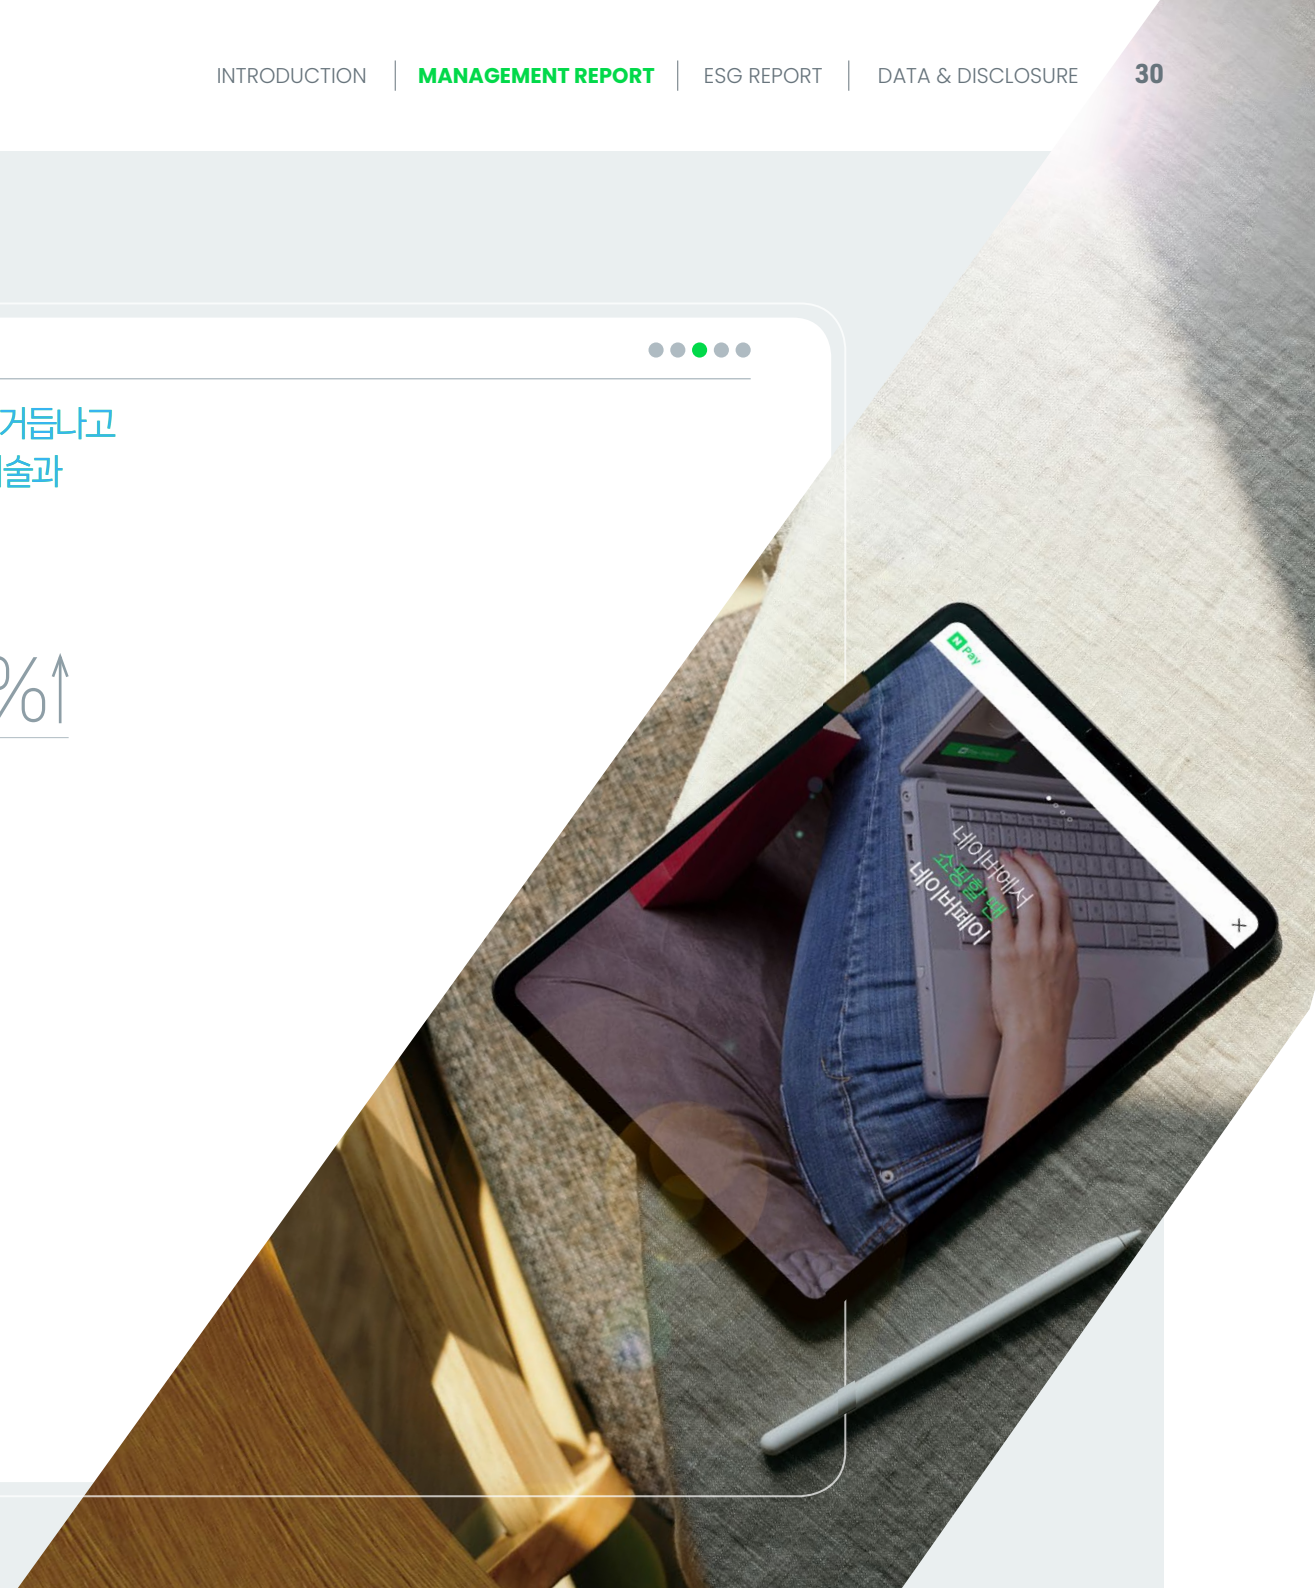 INTRODUCTION
MANAGEMENT REPORT
ESG REPORT
DATA & DISCLOSURE
30
거듭나고
술과
%↑
N Pay
네이버에서
쇼핑할 땐
네이버페이